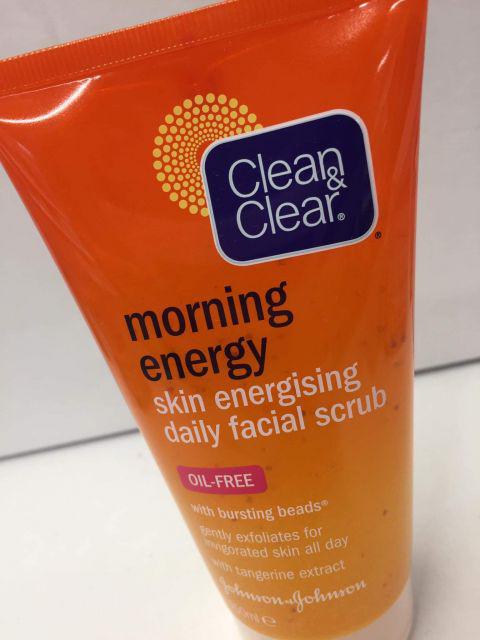 Clean
&
Clear®
®
morning
energy
skin energising
daily facial scrub
OIL-FREE
with bursting beads®
gently exfoliates for
invigorated skin all day
with tangerine extract
Johnson & Johnson